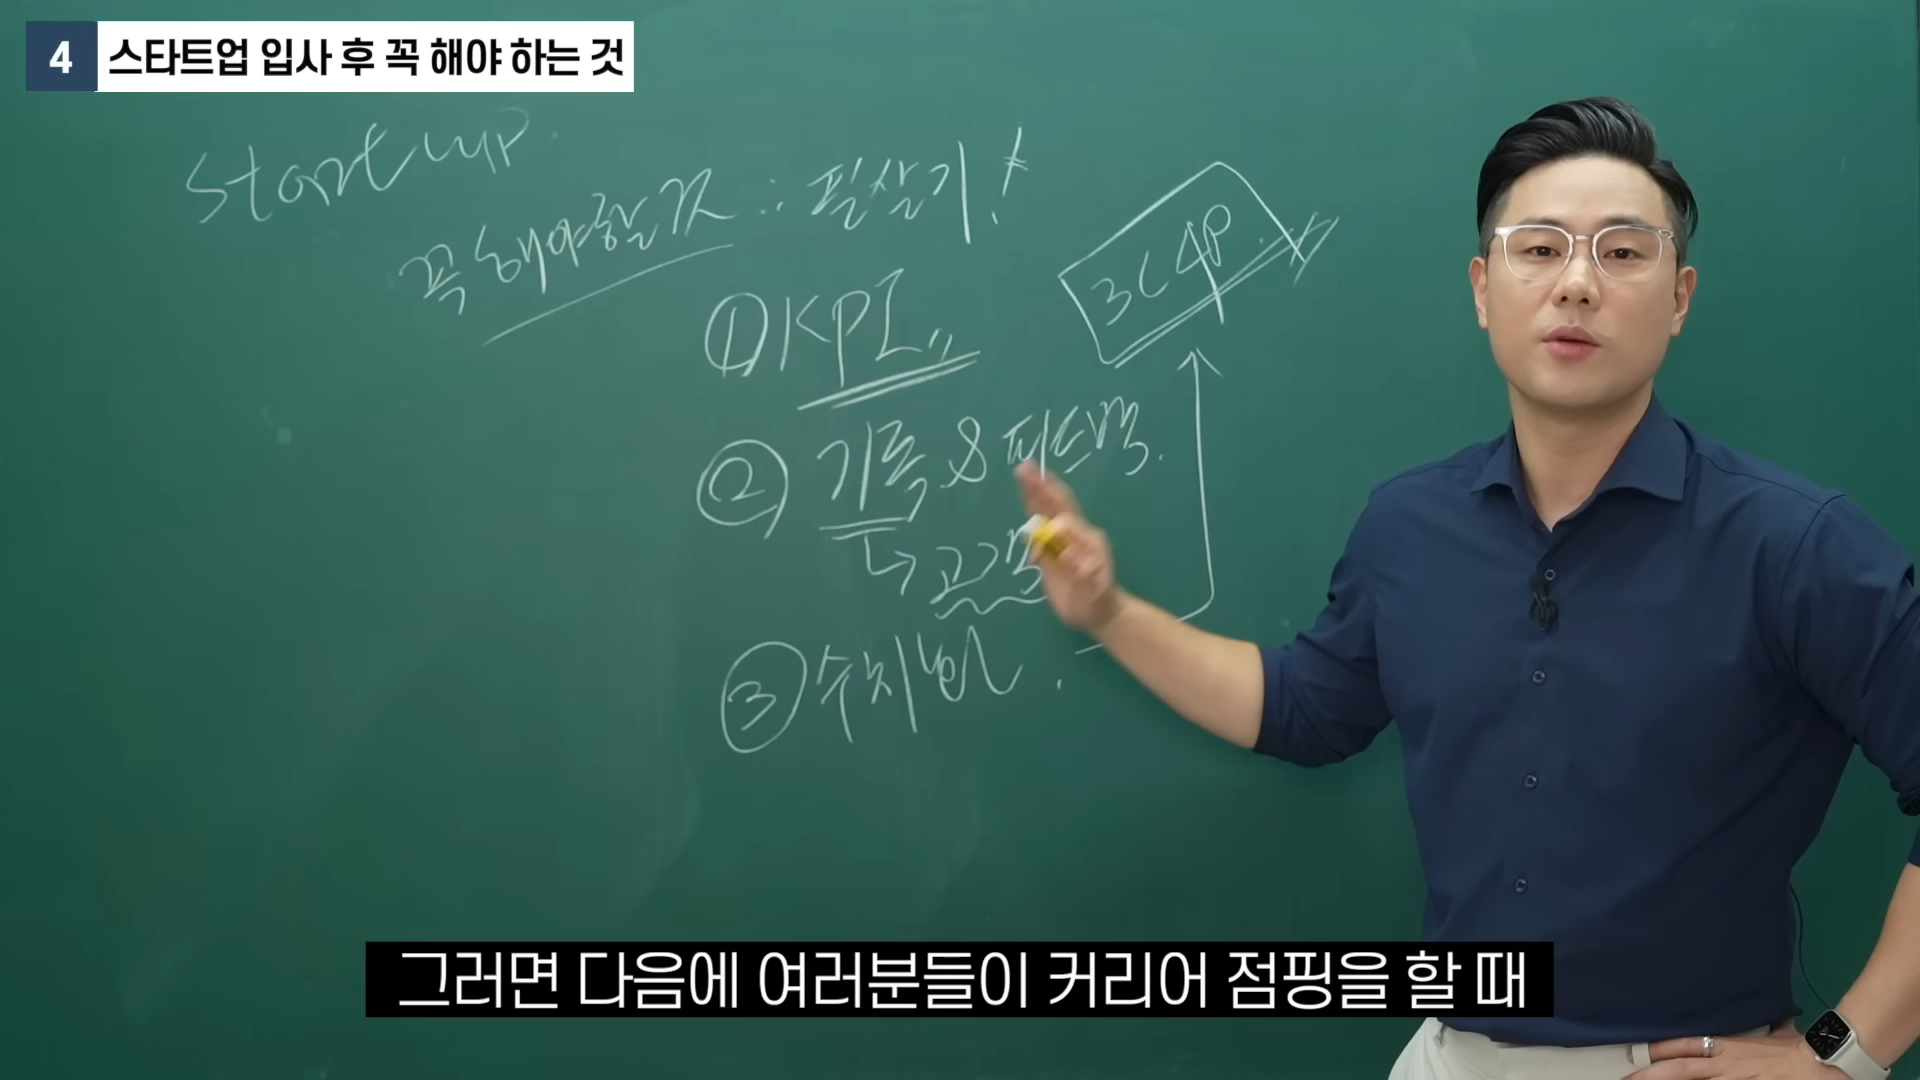 4 스타트업 입사 후 꼭 해야 하는 것
Startup.
꼭 해야할 것 : 필살기!
3C4P.
① KPI
② 기록 & 피드백.
↳ 고객
③ 수치화.
그러면 다음에 여러분들이 커리어 점핑을 할 때